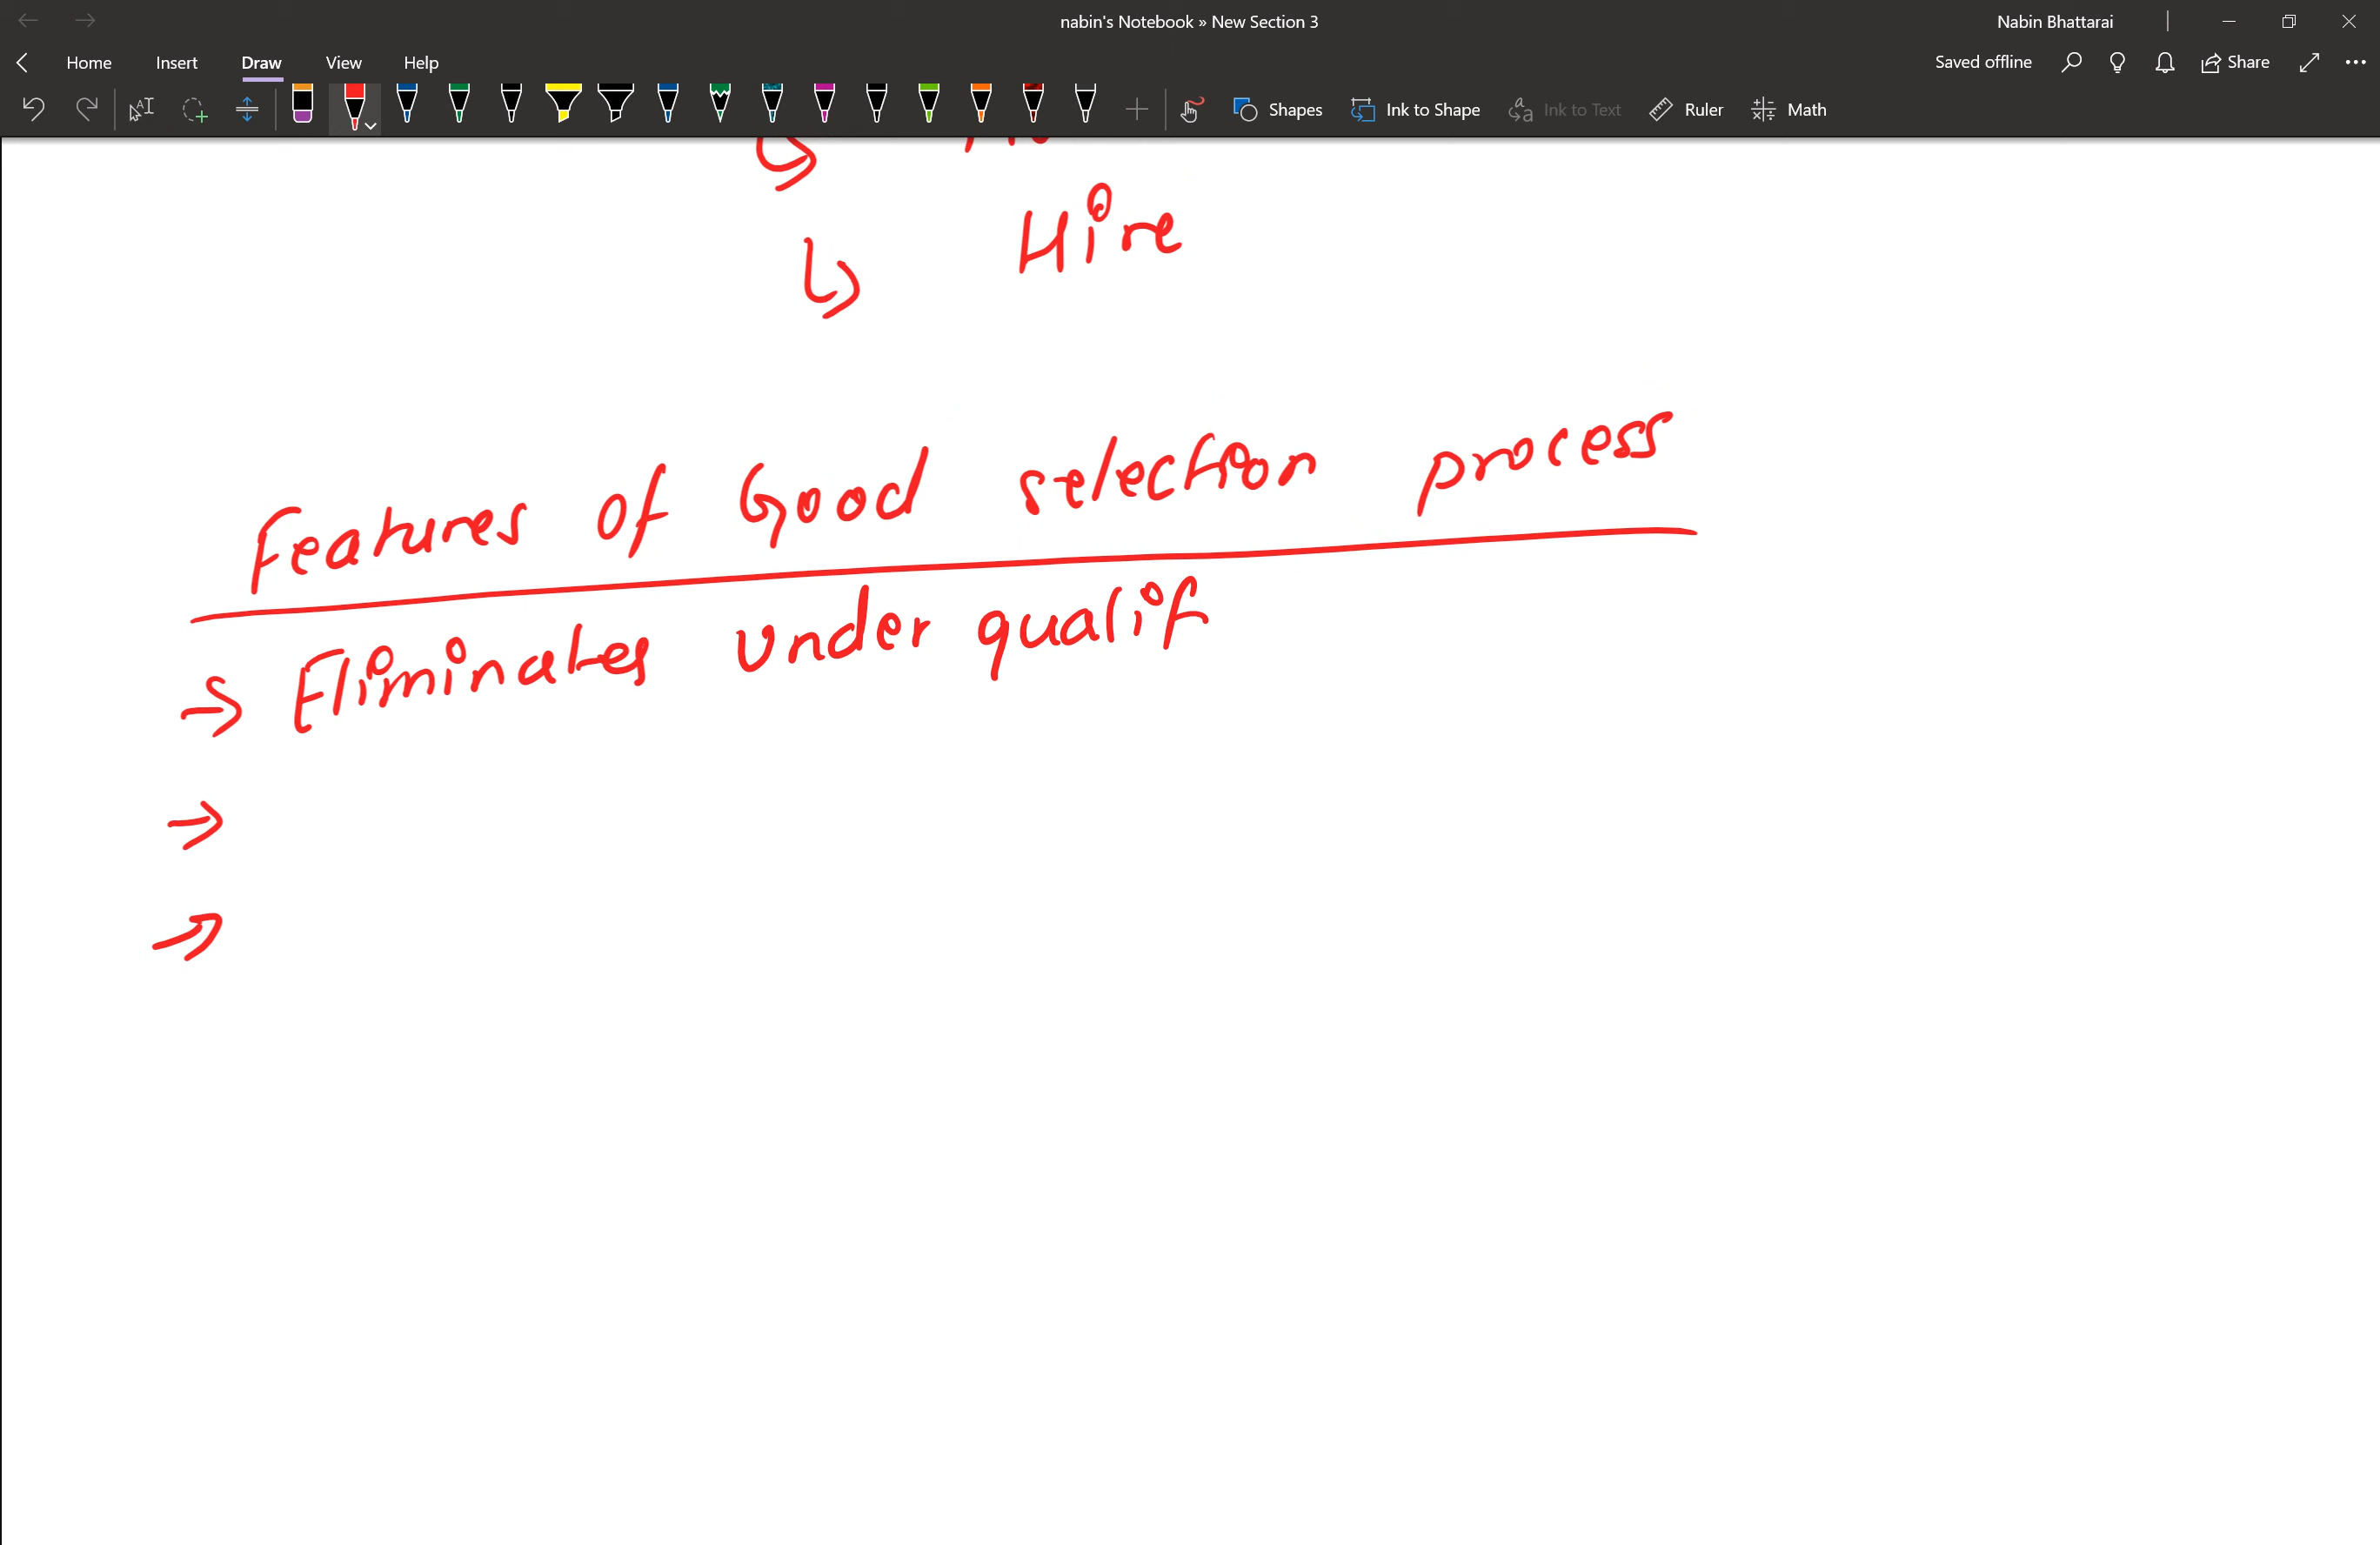 nabin's Notebook » New Section 3
Nabin Bhattarai
Home Insert Draw View Help
Saved offline
Share
Shapes Ink to Shape Ink to Text Ruler Math
Hire
Features of Good selection process
→ Eliminates under qualif
→
→